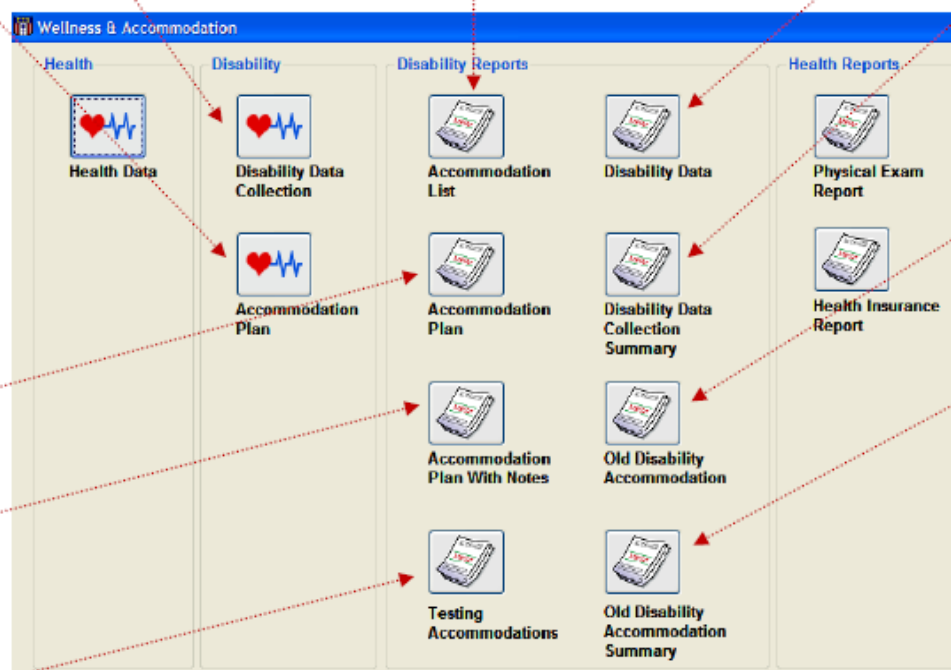 Wellness & Accommodation
Health
Disability
Disability Reports
Health Reports
Health Data
Disability Data
Collection
Accommodation
List
Disability Data
Physical Exam
Report
Accommodation
Plan
Accommodation
Plan
Disability Data
Collection
Summary
Health Insurance
Report
Accommodation
Plan With Notes
Old Disability
Accommodation
Testing
Accommodations
Old Disability
Accommodation
Summary